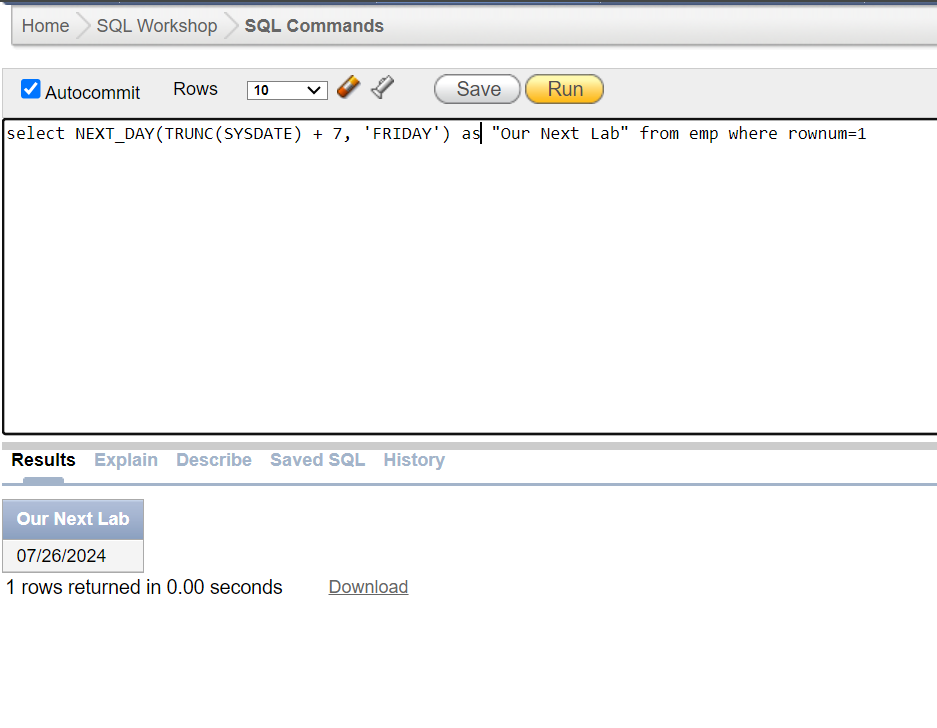 Home SQL Workshop SQL Commands
Autocommit Rows 10 Save Run
select NEXT_DAY(TRUNC(SYSDATE) + 7, 'FRIDAY') as "Our Next Lab" from emp where rownum=1
Results Explain Describe Saved SQL History
Our Next Lab
07/26/2024
1 rows returned in 0.00 seconds Download